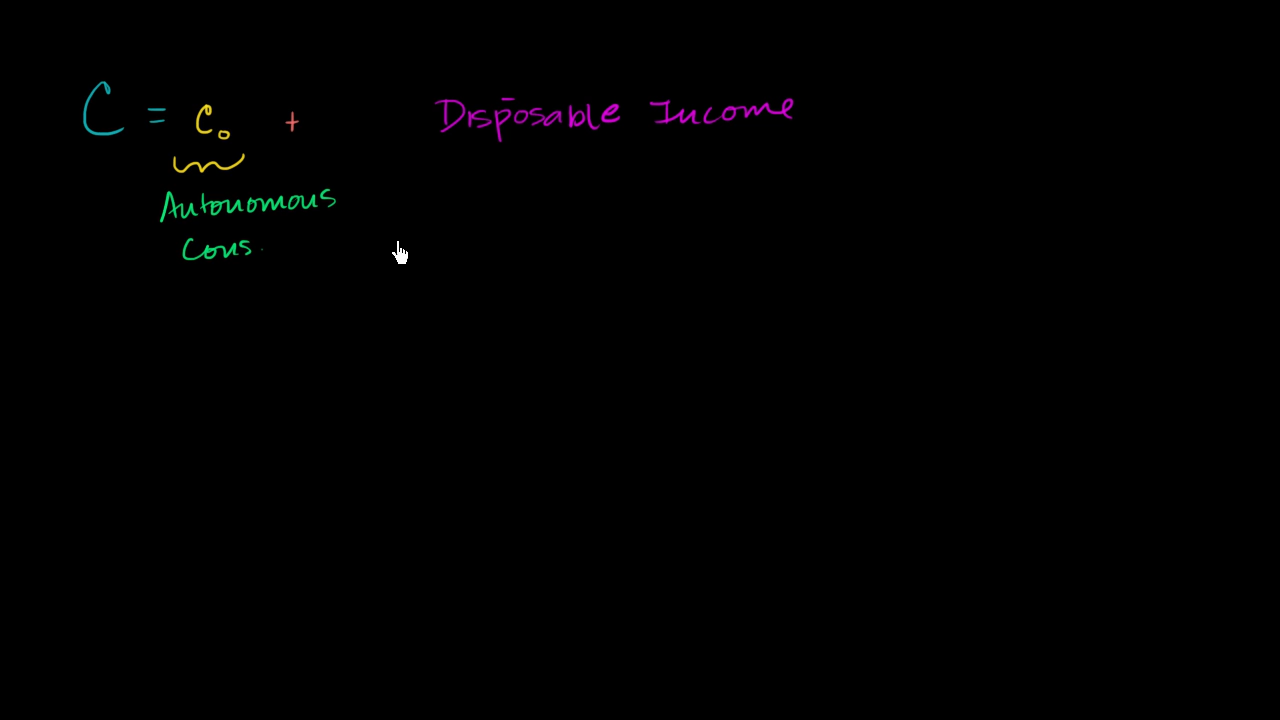 C = C₀ + Disposable Income
Autonomous
Cons.